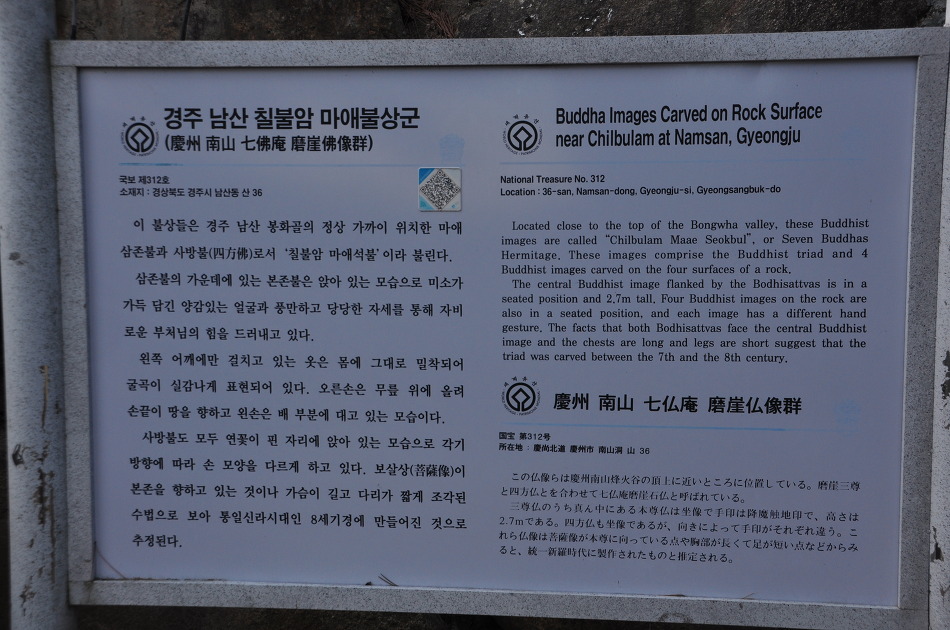 경주 남산 칠불암 마애불상군
(慶州 南山 七佛庵 磨崖佛像群)
국보 제312호
소재지 : 경상북도 경주시 남산동 산 36
이 불상들은 경주 남산 봉화골의 정상 가까이 위치한 마애
삼존불과 사방불(四方佛)로서 ‘칠불암 마애석불’이라 불린다.
삼존불의 가운데에 있는 본존불은 앉아 있는 모습으로 미소가
가득 담긴 양감있는 얼굴과 풍만하고 당당한 자세를 통해 자비
로운 부처님의 힘을 드러내고 있다.
왼쪽 어깨에만 걸치고 있는 옷은 몸에 그대로 밀착되어
굴곡이 실감나게 표현되어 있다. 오른손은 무릎 위에 올려
손끝이 땅을 향하고 왼손은 배 부분에 대고 있는 모습이다.
사방불도 모두 연꽃이 핀 자리에 앉아 있는 모습으로 각기
방향에 따라 손 모양을 다르게 하고 있다. 보살상(菩薩像)이
본존을 향하고 있는 것이나 가슴이 길고 다리가 짧게 조각된
수법으로 보아 통일신라시대인 8세기경에 만들어진 것으로
추정된다.
Buddha Images Carved on Rock Surface
near Chilbulam at Namsan, Gyeongju
National Treasure No. 312
Location : 36-san, Namsan-dong, Gyeongju-si, Gyeongsangbuk-do
Located close to the top of the Bongwha valley, these Buddhist
images are called “Chilbulam Maae Seokbul”, or Seven Buddhas
Hermitage. These images comprise the Buddhist triad and 4
Buddhist images carved on the four surfaces of a rock.
The central Buddhist image flanked by the Bodhisattvas is in a
seated position and 2.7m tall. Four Buddhist images on the rock are
also in a seated position, and each image has a different hand
gesture. The facts that both Bodhisattvas face the central Buddhist
image and the chests are long and legs are short suggest that the
triad was carved between the 7th and the 8th century.
慶州 南山 七仏庵 磨崖仏像群
国宝 第312号
所在地 : 慶尚北道 慶州市 南山洞 山 36
この仏像らは慶州南山烽火谷の頂上に近いところに位置している。磨崖三尊
と四方仏とを合わせて七仏庵磨崖石仏と呼ばれている。
三尊仏のうち真ん中にある本尊仏は坐像で手印は降魔触地印で、高さは
2.7mである。四方仏も坐像であるが、向きによって手印がそれぞれ違う。こ
れら仏像は菩薩像が本尊に向っている点や胸部が長くて足が短い点などからみ
ると、統一新羅時代に製作されたものと推定される。